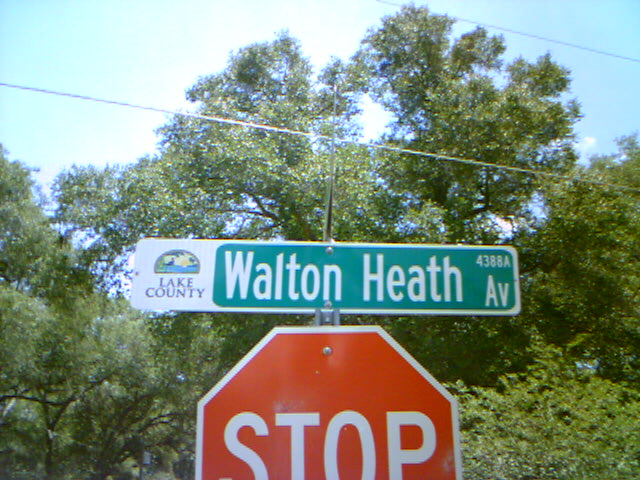 LAKE
COUNTY
Walton Heath
4388A
Av
STOP